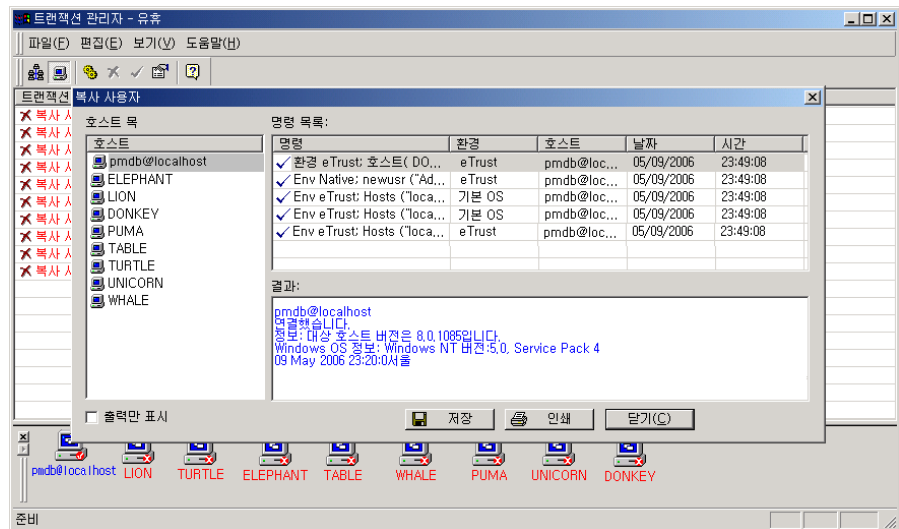 트랜잭션 관리자 - 유휴
파일(F) 편집(E) 보기(V) 도움말(H)
트랜잭션
복사 사
복사 사
복사 사
복사 사
복사 사
복사 사
복사 사
복사 사
복사 사
복사 사
복사 사용자
호스트 목
호스트
pmdb@localhost
ELEPHANT
LION
DONKEY
PUMA
TABLE
TURTLE
UNICORN
WHALE
출력만 표시
명령 목록:
명령 환경 호스트 날짜 시간
환경 eTrust; 호스트( DO... eTrust pmdb@loc... 05/09/2006 23:49:08
Env Native; newusr ("Ad... eTrust pmdb@loc... 05/09/2006 23:49:08
Env eTrust; Hosts ("loca... 기본 OS pmdb@loc... 05/09/2006 23:49:08
Env eTrust; Hosts ("loca... 기본 OS pmdb@loc... 05/09/2006 23:49:08
Env eTrust; Hosts ("loca... eTrust pmdb@loc... 05/09/2006 23:49:08
결과:
pmdb@localhost
연결했습니다.
정보: 대상 호스트 버전은 8.0.1085입니다.
Windows OS 정보: Windows NT 버전:5.0, Service Pack 4
09 May 2006 23:20:0서울
저장 인쇄 닫기(C)
pmdb@localhost LION TURTLE ELEPHANT TABLE WHALE PUMA UNICORN DONKEY
준비